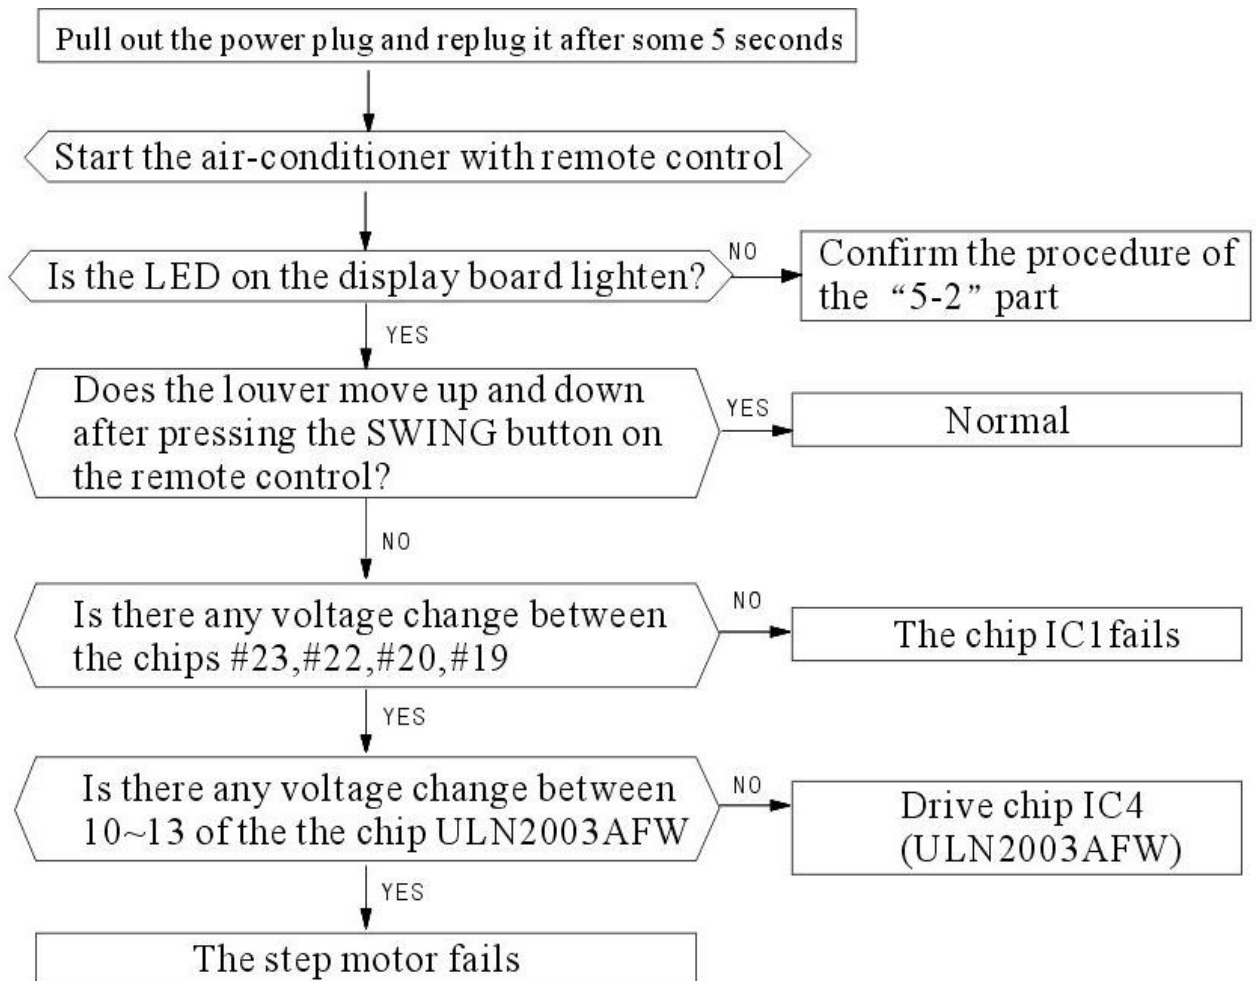 Pull out the power plug and replug it after some 5 seconds
Start the air-conditioner with remote control
Is the LED on the display board lighten?
NO
Confirm the procedure of
the “5-2” part
YES
Does the louver move up and down
after pressing the SWING button on
the remote control?
YES
Normal
NO
Is there any voltage change between
the chips #23,#22,#20,#19
NO
The chip IC1fails
YES
Is there any voltage change between
10~13 of the the chip ULN2003AFW
NO
Drive chip IC4
(ULN2003AFW)
YES
The step motor fails